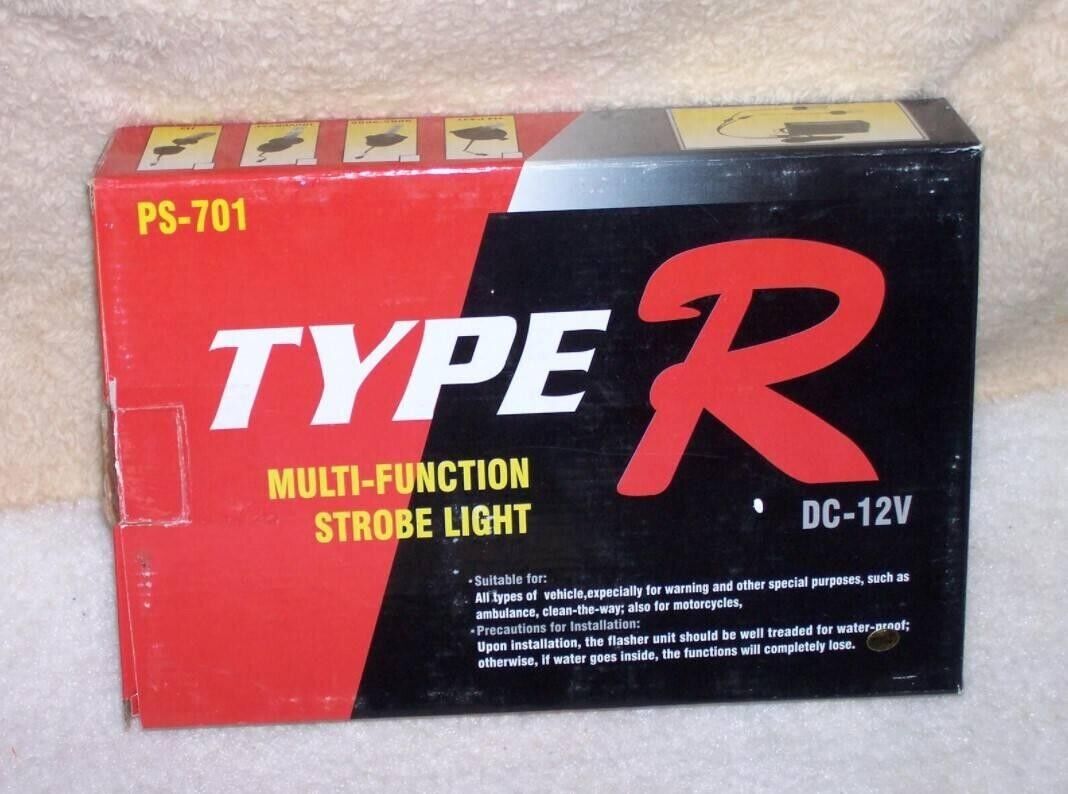 PS-701
TYPE R
MULTI-FUNCTION
STROBE LIGHT
DC-12V
·Suitable for:
All types of vehicle,expecially for warning and other special purposes, such as
ambulance, clean-the-way; also for motorcycles,
·Precautions for Installation:
Upon installation, the flasher unit should be well treaded for water-proof;
otherwise, if water goes inside, the functions will completely lose.